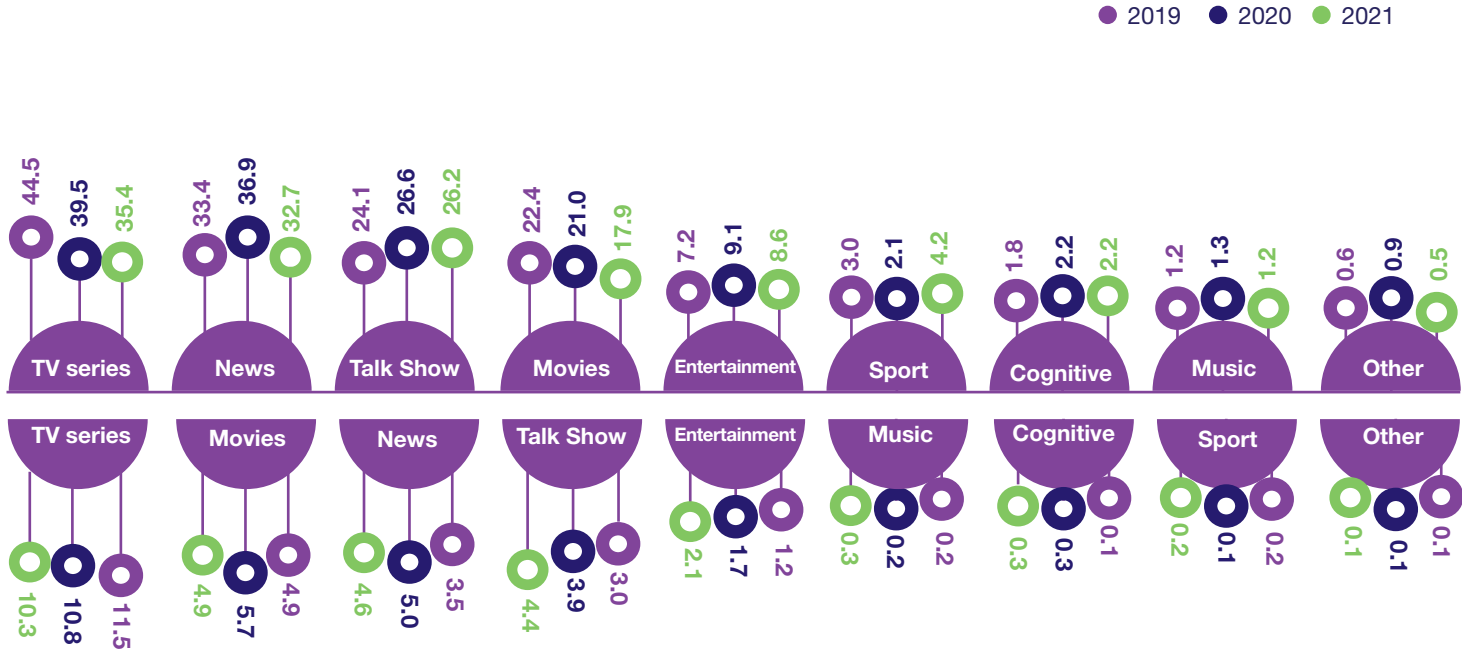 2019 2020 2021
44.5 39.5 35.4 33.4 36.9 32.7 24.1 26.6 26.2 22.4 21.0 17.9 7.2 9.1 8.6 3.0 2.1 4.2 1.8 2.2 2.2 1.2 1.3 1.2 0.6 0.9 0.5
TV series News Talk Show Movies Entertainment Sport Cognitive Music Other
TV series Movies News Talk Show Entertainment Music Cognitive Sport Other
10.3 10.8 11.5 4.9 5.7 4.9 4.6 5.0 3.5 4.4 3.9 3.0 2.1 1.7 1.2 0.3 0.2 0.2 0.3 0.3 0.1 0.2 0.1 0.2 0.1 0.1 0.1